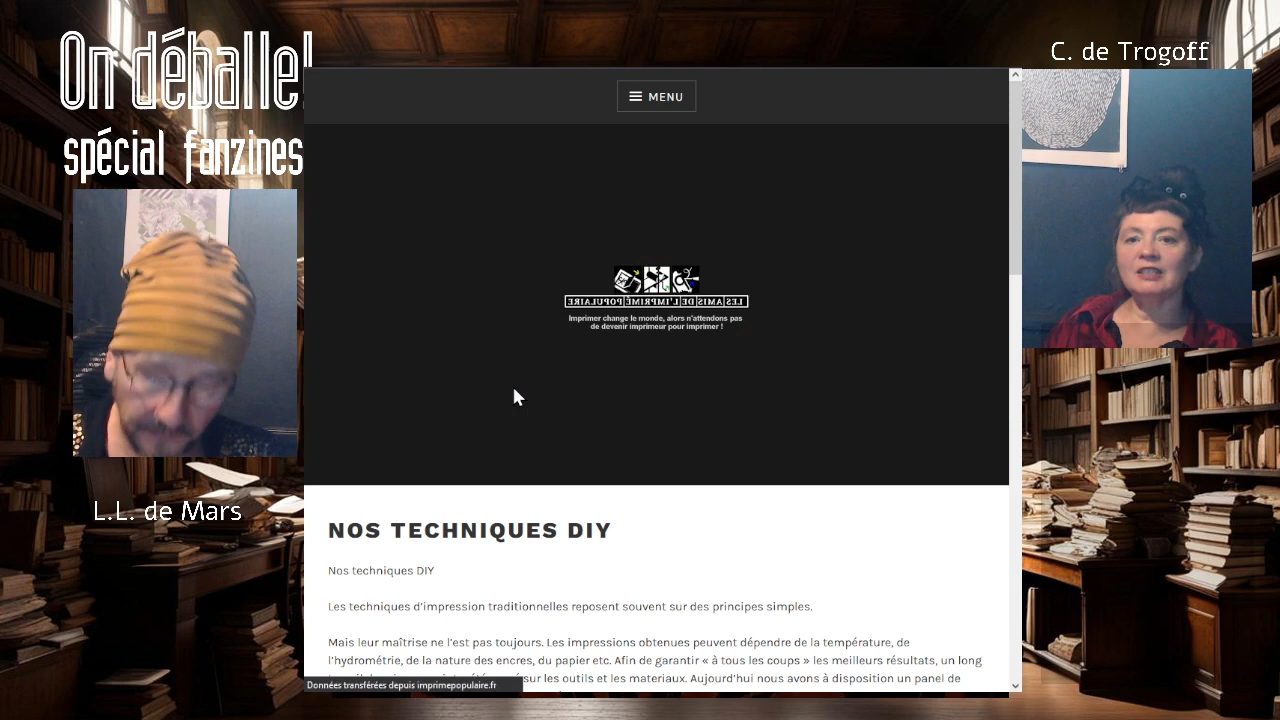 On déballe!
spécial fanzines
C. de Trogoff
L.L. de Mars
MENU
LES AMIS DE L'IMPRIMÉ POPULAIRE
Imprimer change le monde, alors n'attendons pas
de devenir imprimeur pour imprimer !
NOS TECHNIQUES DIY
Nos techniques DIY
Les techniques d'impression traditionnelles reposent souvent sur des principes simples.
Mais leur maîtrise ne l'est pas toujours. Les impressions obtenues peuvent dépendre de la température, de
l'hydrométrie, de la nature des encres, du papier etc. Afin de garantir « à tous les coups » les meilleurs résultats, un long
sur les outils et les materiaux. Aujourd'hui nous avons à disposition un panel de
Données transférées depuis imprimepopulaire.fr